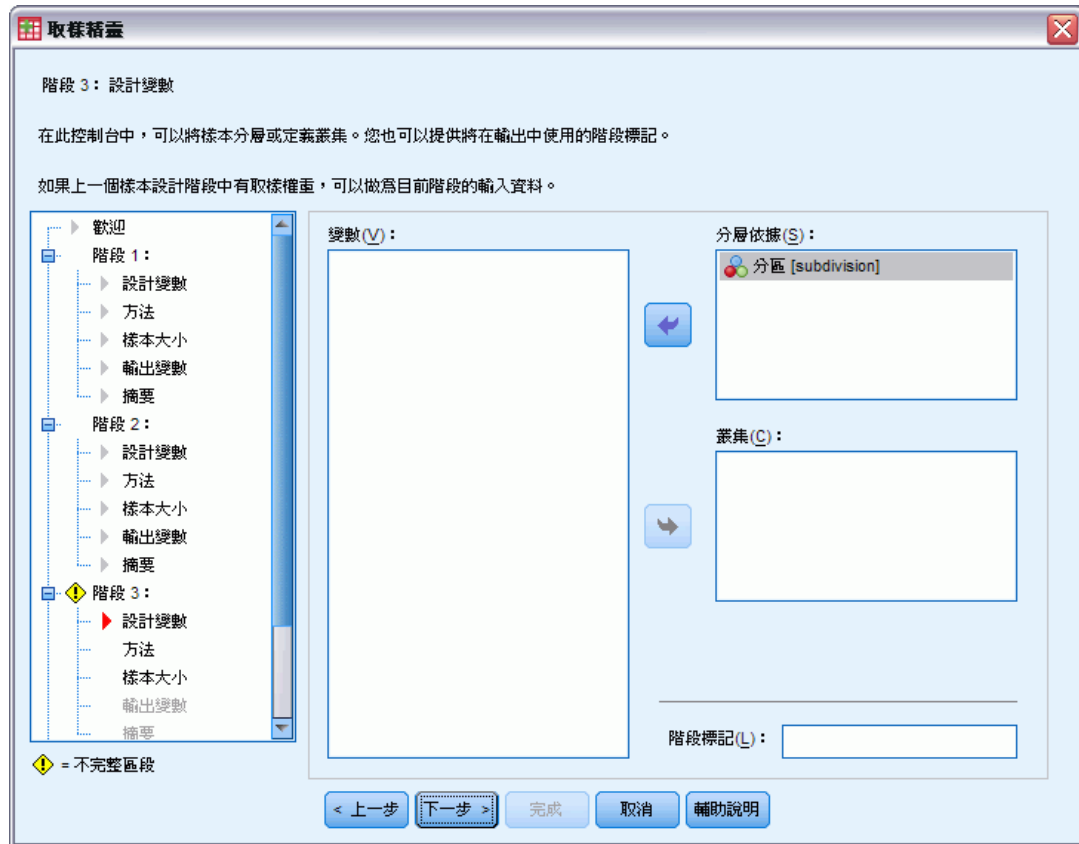 取樣精靈
階段 3：設計變數
在此控制台中，可以將樣本分層或定義叢集。您也可以提供將在輸出中使用的階段標記。
如果上一個樣本設計階段中有取樣權重，可以做為目前階段的輸入資料。
歡迎
階段 1：
設計變數
方法
樣本大小
輸出變數
摘要
階段 2：
設計變數
方法
樣本大小
輸出變數
摘要
階段 3：
設計變數
方法
樣本大小
輸出變數
摘要
! = 不完整區段
變數(V)：
分層依據(S)：
分區 [subdivision]
叢集(C)：
階段標記(L)：
< 上一步
下一步 >
完成
取消
輔助說明